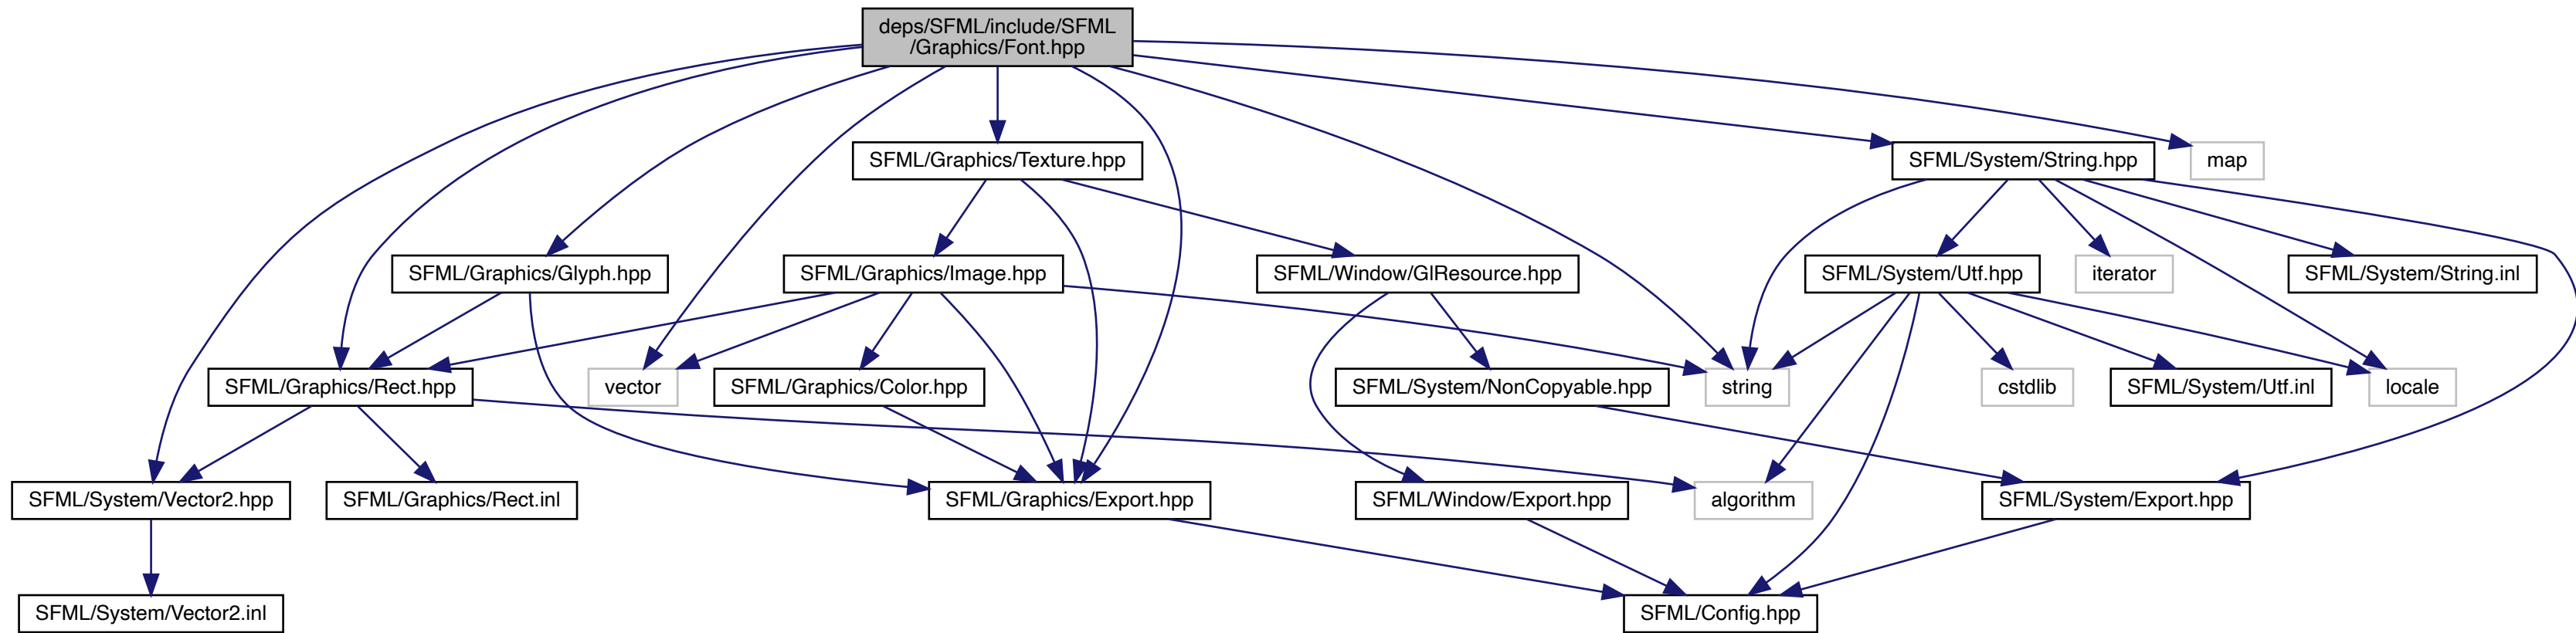 deps/SFML/include/SFML
/Graphics/Font.hpp
SFML/Graphics/Texture.hpp
SFML/System/String.hpp
map
SFML/Graphics/Glyph.hpp
SFML/Graphics/Image.hpp
SFML/Window/GlResource.hpp
SFML/System/Utf.hpp
iterator
SFML/System/String.inl
SFML/Graphics/Rect.hpp
vector
SFML/Graphics/Color.hpp
SFML/System/NonCopyable.hpp
string
cstdlib
SFML/System/Utf.inl
locale
SFML/System/Vector2.hpp
SFML/Graphics/Rect.inl
SFML/Graphics/Export.hpp
SFML/Window/Export.hpp
algorithm
SFML/System/Export.hpp
SFML/System/Vector2.inl
SFML/Config.hpp